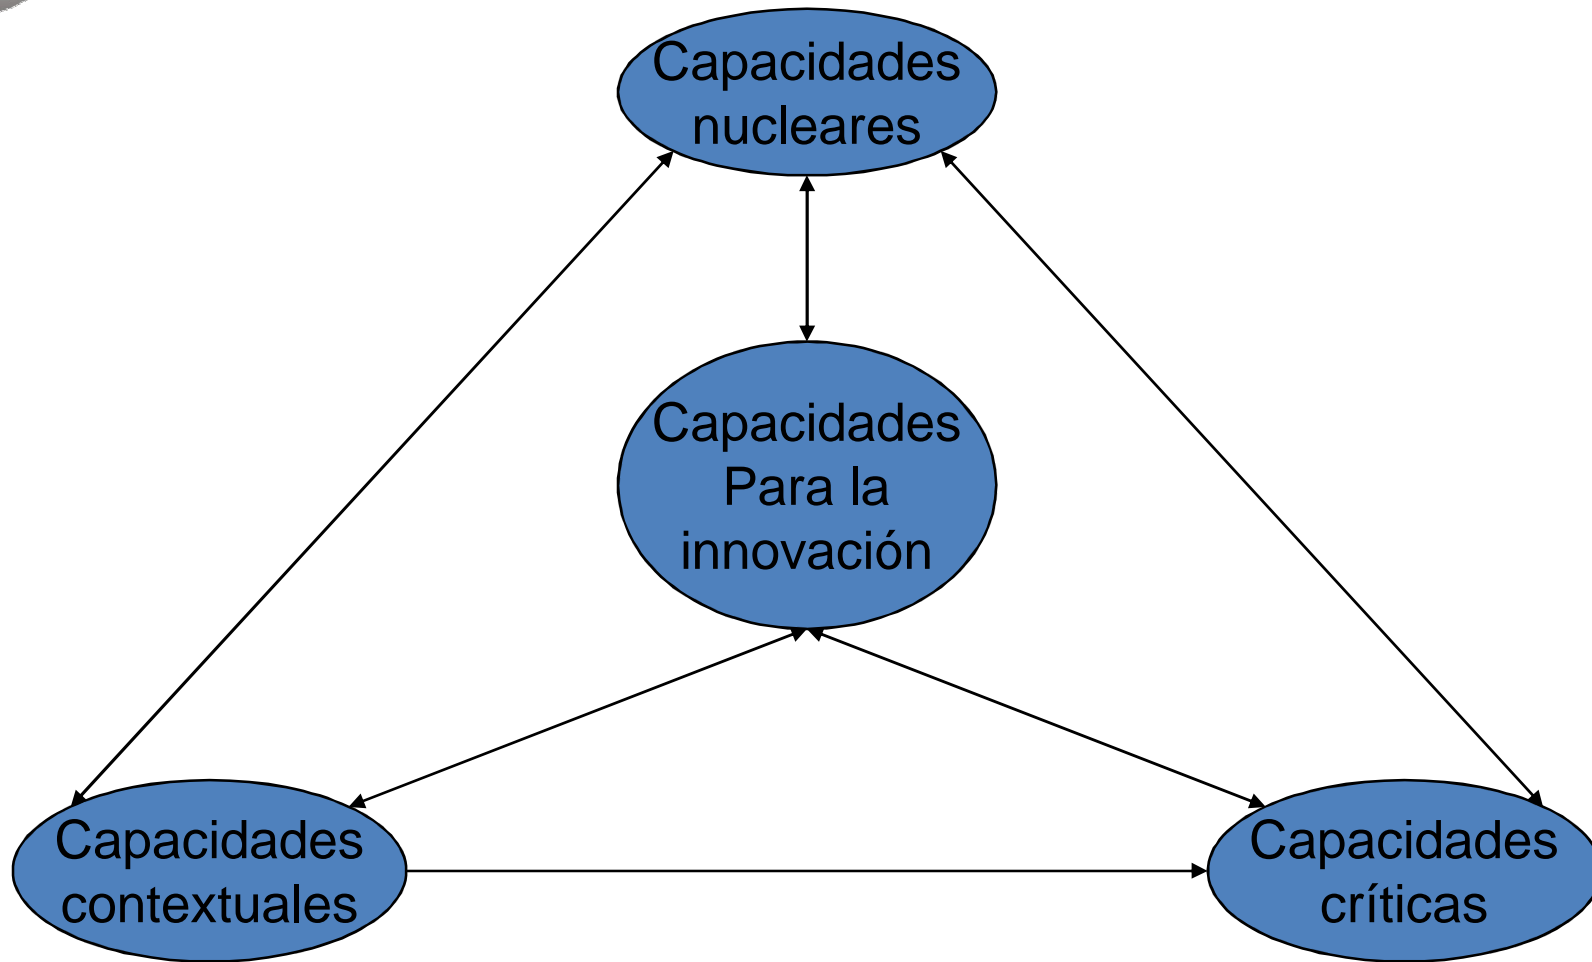 Capacidades
nucleares
Capacidades
Para la
innovación
Capacidades
contextuales
Capacidades
críticas